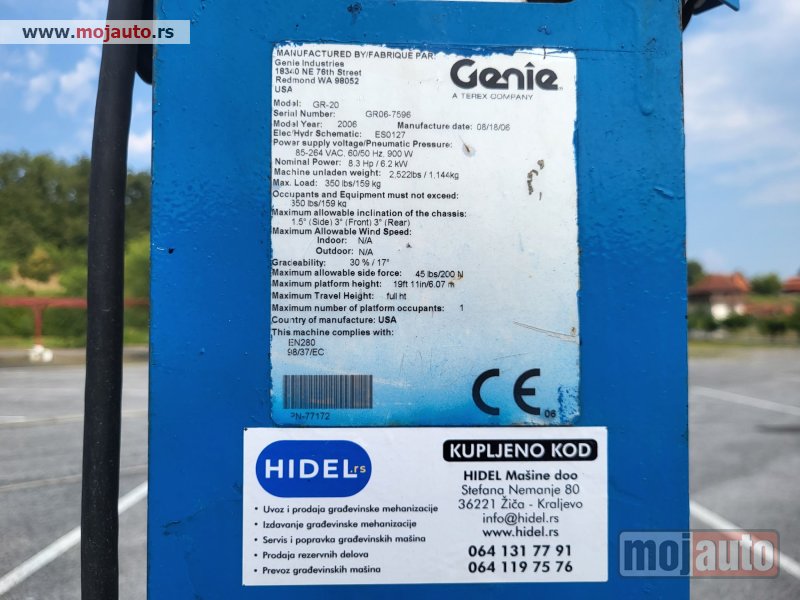 www.mojauto.rs
MANUFACTURED BY/FABRIQUE PAR:
Genie Industries
18340 NE 76th Street
Redmond WA 98052
USA
Genie
A TEREX COMPANY
Model: GR-20
Serial Number: GR06-7596
Model Year: 2006 Manufacture date: 08/18/06
Elec/Hydr Schematic: ES0127
Power supply voltage/Pneumatic Pressure:
85-264 VAC, 60/50 Hz, 900 W
Nominal Power: 8.3 Hp / 6.2 kW
Machine unladen weight: 2,522lbs / 1,144kg
Max. Load: 350 lbs/159 kg
Occupants and Equipment must not exceed:
350 lbs/159 kg
Maximum allowable inclination of the chassis:
1.5° (Side) 3° (Front) 3° (Rear)
Maximum Allowable Wind Speed:
Indoor: N/A
Outdoor: N/A
Gradeability: 30 % / 17°
Maximum allowable side force: 45 lbs/200 N
Maximum platform height: 19ft 11in/6.07 m
Maximum Travel Height: full ht
Maximum number of platform occupants: 1
Country of manufacture: USA
This machine complies with:
EN280
98/37/EC
PN-77172
CE
06
HIDEL.rs
• Uvoz i prodaja građevinske mehanizacije
• Izdavanje građevinske mehanizacije
• Servis i popravka građevinskih mašina
• Prodaja rezervnih delova
• Prevoz građevinskih mašina
KUPLJENO KOD
HIDEL Mašine doo
Stefana Nemanje 80
36221 Žiča - Kraljevo
info@hidel.rs
www.hidel.rs
064 131 77 91
064 119 75 76
mojauto